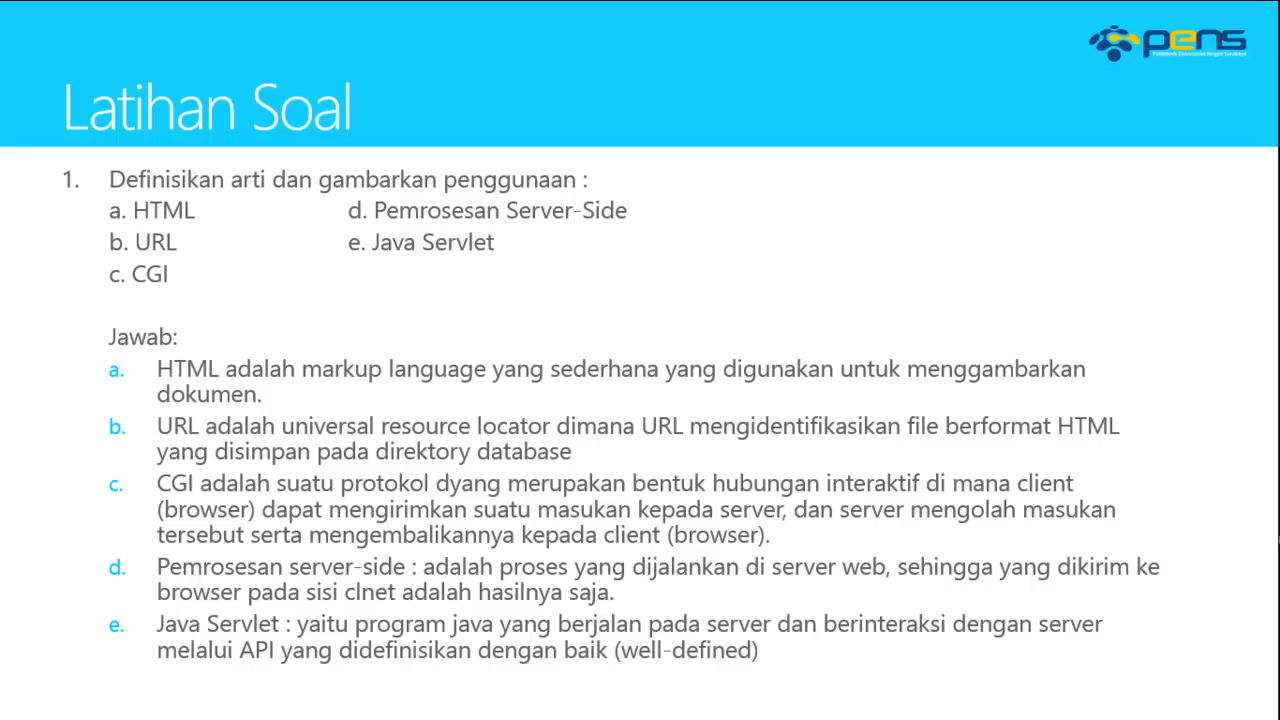 pens
Politeknik Elektronika Negeri Surabaya
Latihan Soal
1. Definisikan arti dan gambarkan penggunaan :
a. HTML d. Pemrosesan Server-Side
b. URL e. Java Servlet
c. CGI
Jawab:
a. HTML adalah markup language yang sederhana yang digunakan untuk menggambarkan
dokumen.
b. URL adalah universal resource locator dimana URL mengidentifikasikan file berformat HTML
yang disimpan pada direktory database
c. CGI adalah suatu protokol dyang merupakan bentuk hubungan interaktif di mana client
(browser) dapat mengirimkan suatu masukan kepada server, dan server mengolah masukan
tersebut serta mengembalikannya kepada client (browser).
d. Pemrosesan server-side : adalah proses yang dijalankan di server web, sehingga yang dikirim ke
browser pada sisi clnet adalah hasilnya saja.
e. Java Servlet : yaitu program java yang berjalan pada server dan berinteraksi dengan server
melalui API yang didefinisikan dengan baik (well-defined)